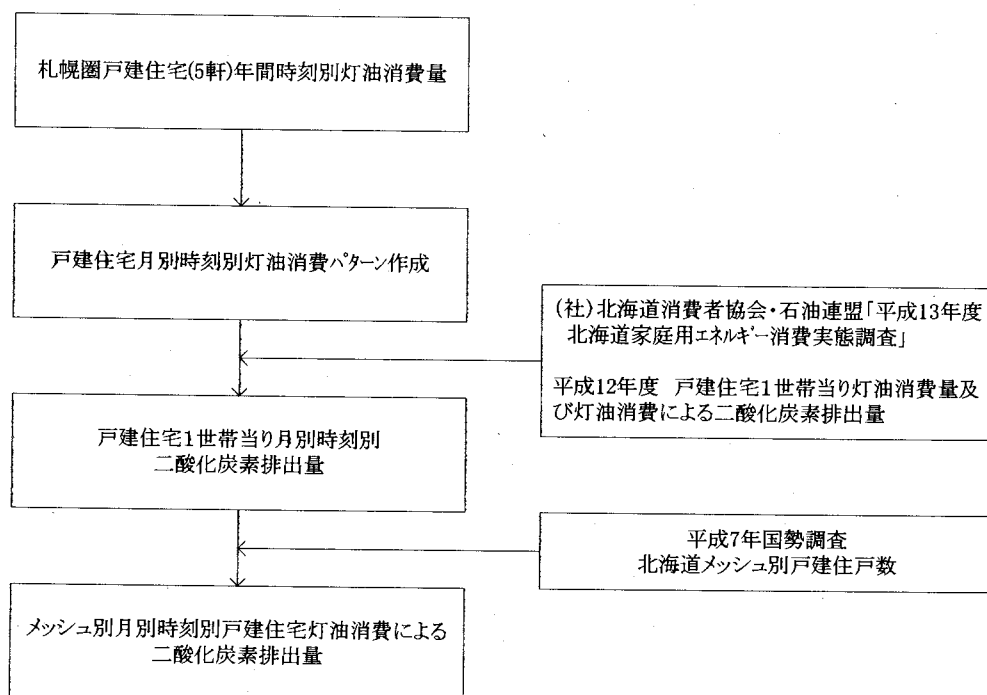 札幌圏戸建住宅(5軒)年間時刻別灯油消費量
戸建住宅月別時刻別灯油消費パターン作成
(社)北海道消費者協会・石油連盟「平成13年度
北海道家庭用エネルギー消費実態調査」
平成12年度 戸建住宅1世帯当り灯油消費量及
び灯油消費による二酸化炭素排出量
戸建住宅1世帯当り月別時刻別
二酸化炭素排出量
平成7年国勢調査
北海道メッシュ別戸建住戸数
メッシュ別月別時刻別戸建住宅灯油消費による
二酸化炭素排出量